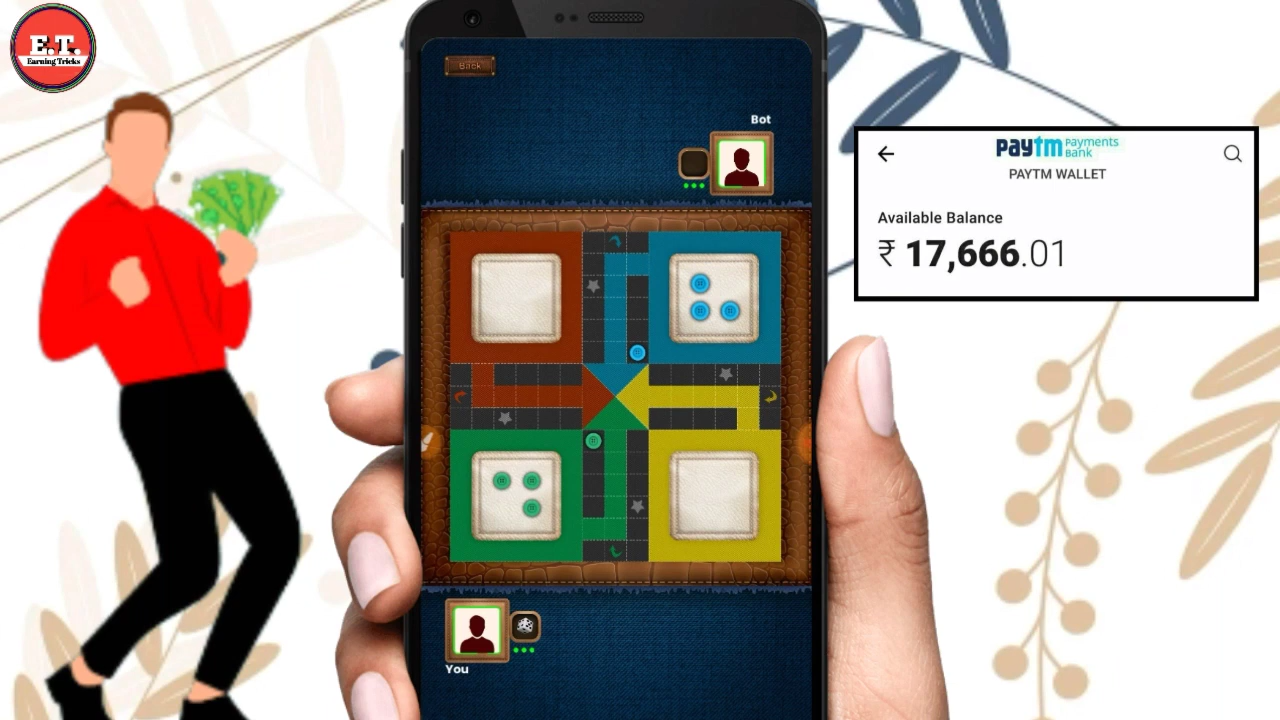 E.T.
Earning Tricks
Back
Bot
You
paytm Payments Bank
PAYTM WALLET
Available Balance
₹ 17,666.01